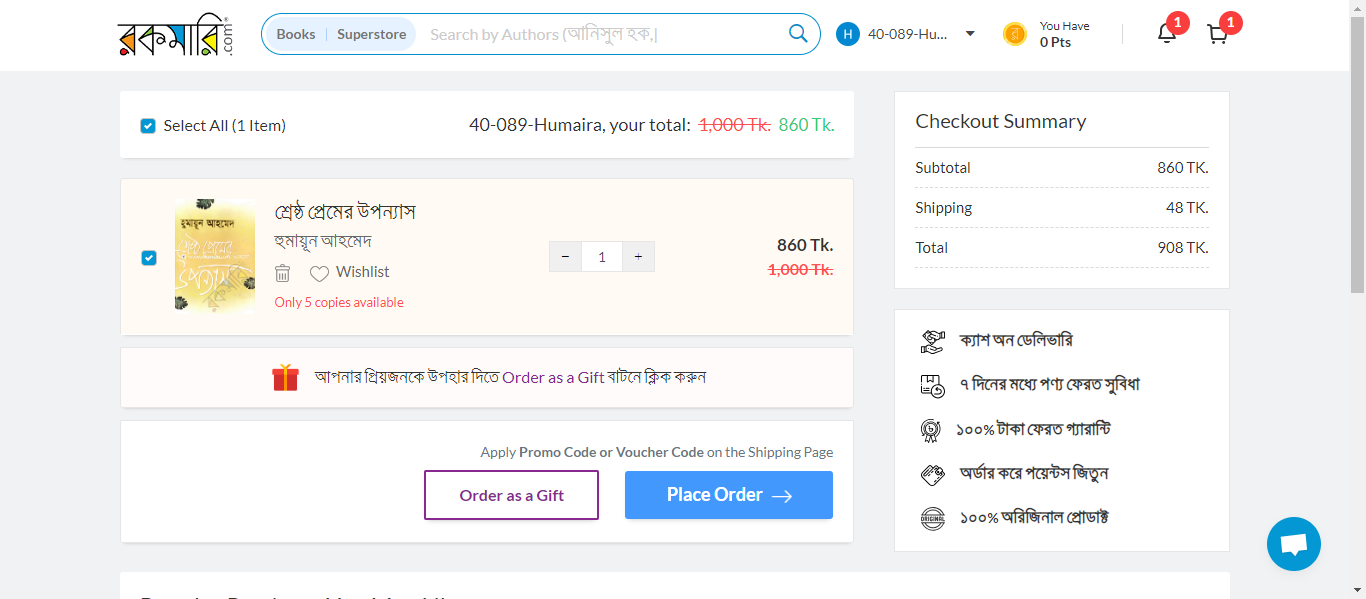 রকমারি.com
Books | Superstore Search by Authors (আনিসুল হক,|
H 40-089-Hu...
You Have
0 Pts
1
1
Select All (1 Item)
40-089-Humaira, your total: 1,000 Tk. 860 Tk.
হুমায়ূন আহমেদ
শ্রেষ্ঠ প্রেমের
উপন্যাস
শ্রেষ্ঠ প্রেমের উপন্যাস
হুমায়ূন আহমেদ
Wishlist
Only 5 copies available
− 1 +
860 Tk.
1,000 Tk.
আপনার প্রিয়জনকে উপহার দিতে Order as a Gift বাটনে ক্লিক করুন
Apply Promo Code or Voucher Code on the Shipping Page
Order as a Gift
Place Order →
Checkout Summary
Subtotal 860 TK.
Shipping 48 TK.
Total 908 TK.
ক্যাশ অন ডেলিভারি
৭ দিনের মধ্যে পণ্য ফেরত সুবিধা
১০০% টাকা ফেরত গ্যারান্টি
অর্ডার করে পয়েন্টস জিতুন
ORIGINAL
১০০% অরিজিনাল প্রোডাক্ট